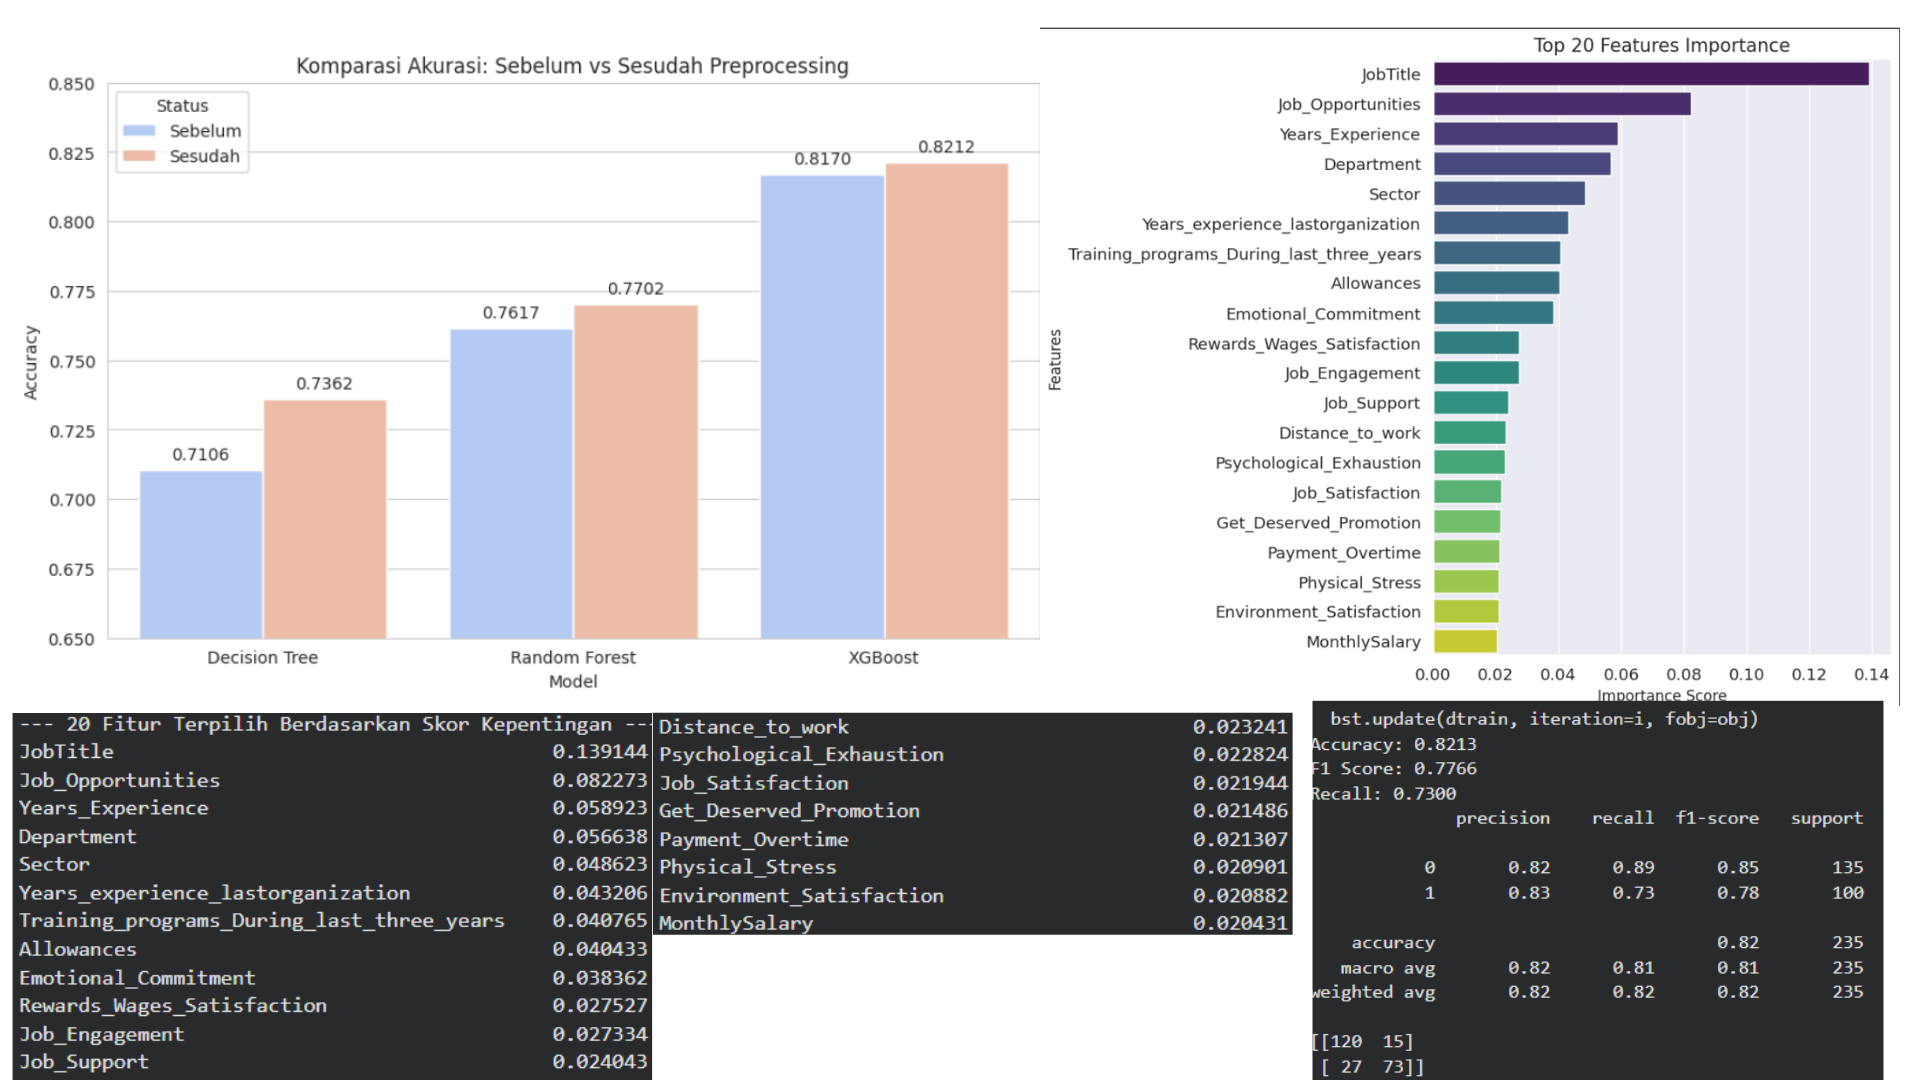 Komparasi Akurasi: Sebelum vs Sesudah Preprocessing
Status
Sebelum
Sesudah
Accuracy
0.850
0.825
0.800
0.775
0.750
0.725
0.700
0.675
0.650
0.7106
0.7362
0.7617
0.7702
0.8170
0.8212
Decision Tree
Random Forest
XGBoost
Model
Top 20 Features Importance
Features
JobTitle
Job_Opportunities
Years_Experience
Department
Sector
Years_experience_lastorganization
Training_programs_During_last_three_years
Allowances
Emotional_Commitment
Rewards_Wages_Satisfaction
Job_Engagement
Job_Support
Distance_to_work
Psychological_Exhaustion
Job_Satisfaction
Get_Deserved_Promotion
Payment_Overtime
Physical_Stress
Environment_Satisfaction
MonthlySalary
0.00 0.02 0.04 0.06 0.08 0.10 0.12 0.14
Importance Score
--- 20 Fitur Terpilih Berdasarkan Skor Kepentingan ---
JobTitle 0.139144
Job_Opportunities 0.082273
Years_Experience 0.058923
Department 0.056638
Sector 0.048623
Years_experience_lastorganization 0.043206
Training_programs_During_last_three_years 0.040765
Allowances 0.040433
Emotional_Commitment 0.038362
Rewards_Wages_Satisfaction 0.027527
Job_Engagement 0.027334
Job_Support 0.024043
Distance_to_work 0.023241
Psychological_Exhaustion 0.022824
Job_Satisfaction 0.021944
Get_Deserved_Promotion 0.021486
Payment_Overtime 0.021307
Physical_Stress 0.020901
Environment_Satisfaction 0.020882
MonthlySalary 0.020431
bst.update(dtrain, iteration=i, fobj=obj)
Accuracy: 0.8213
F1 Score: 0.7766
Recall: 0.7300
precision recall f1-score support
0 0.82 0.89 0.85 135
1 0.83 0.73 0.78 100
accuracy 0.82 235
macro avg 0.82 0.81 0.81 235
weighted avg 0.82 0.82 0.82 235
[[120 15]
[ 27 73]]